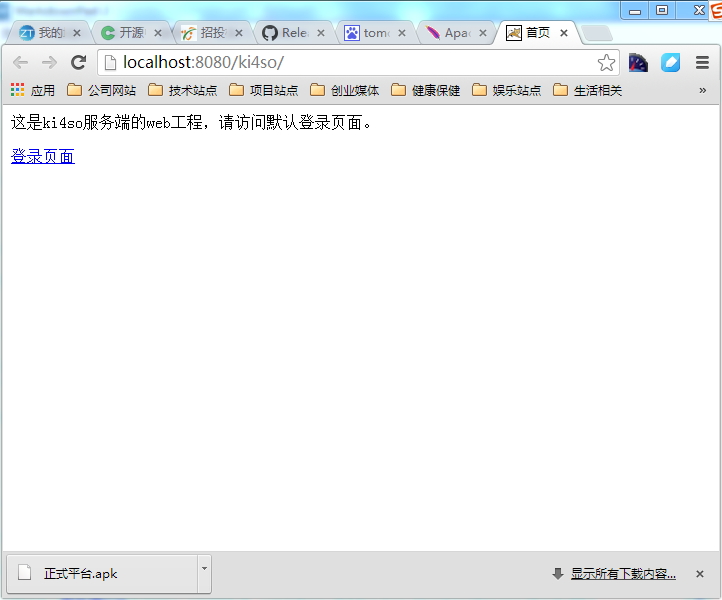 我的 开源 招投 Rele tomc Apac 首页
localhost:8080/ki4so/
应用 公司网站 技术站点 项目站点 创业媒体 健康保健 娱乐站点 生活相关 »
这是ki4so服务端的web工程，请访问默认登录页面。
登录页面
正式平台.apk 显示所有下载内容...